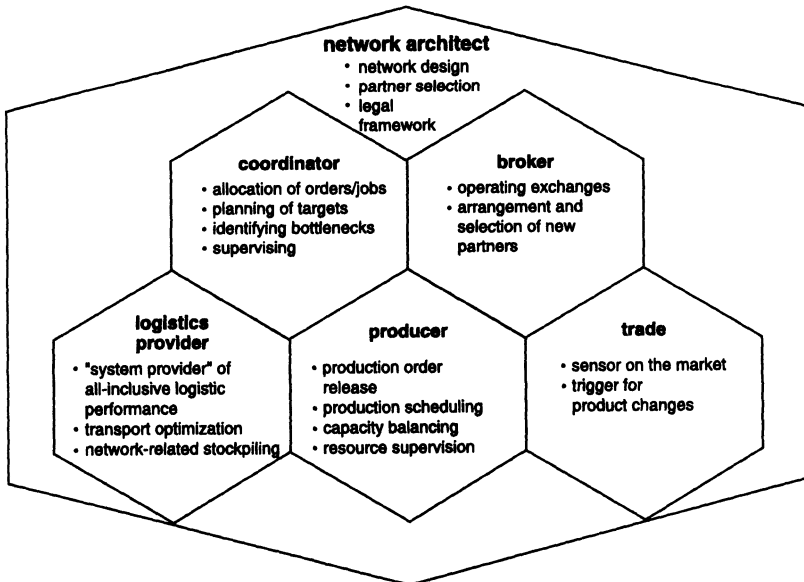 network architect
• network design
• partner selection
• legal
framework
coordinator
• allocation of orders/jobs
• planning of targets
• identifying bottlenecks
• supervising
broker
• operating exchanges
• arrangement and
selection of new
partners
logistics
provider
• "system provider" of
all-inclusive logistic
performance
• transport optimization
• network-related stockpiling
producer
• production order
release
• production scheduling
• capacity balancing
• resource supervision
trade
• sensor on the market
• trigger for
product changes